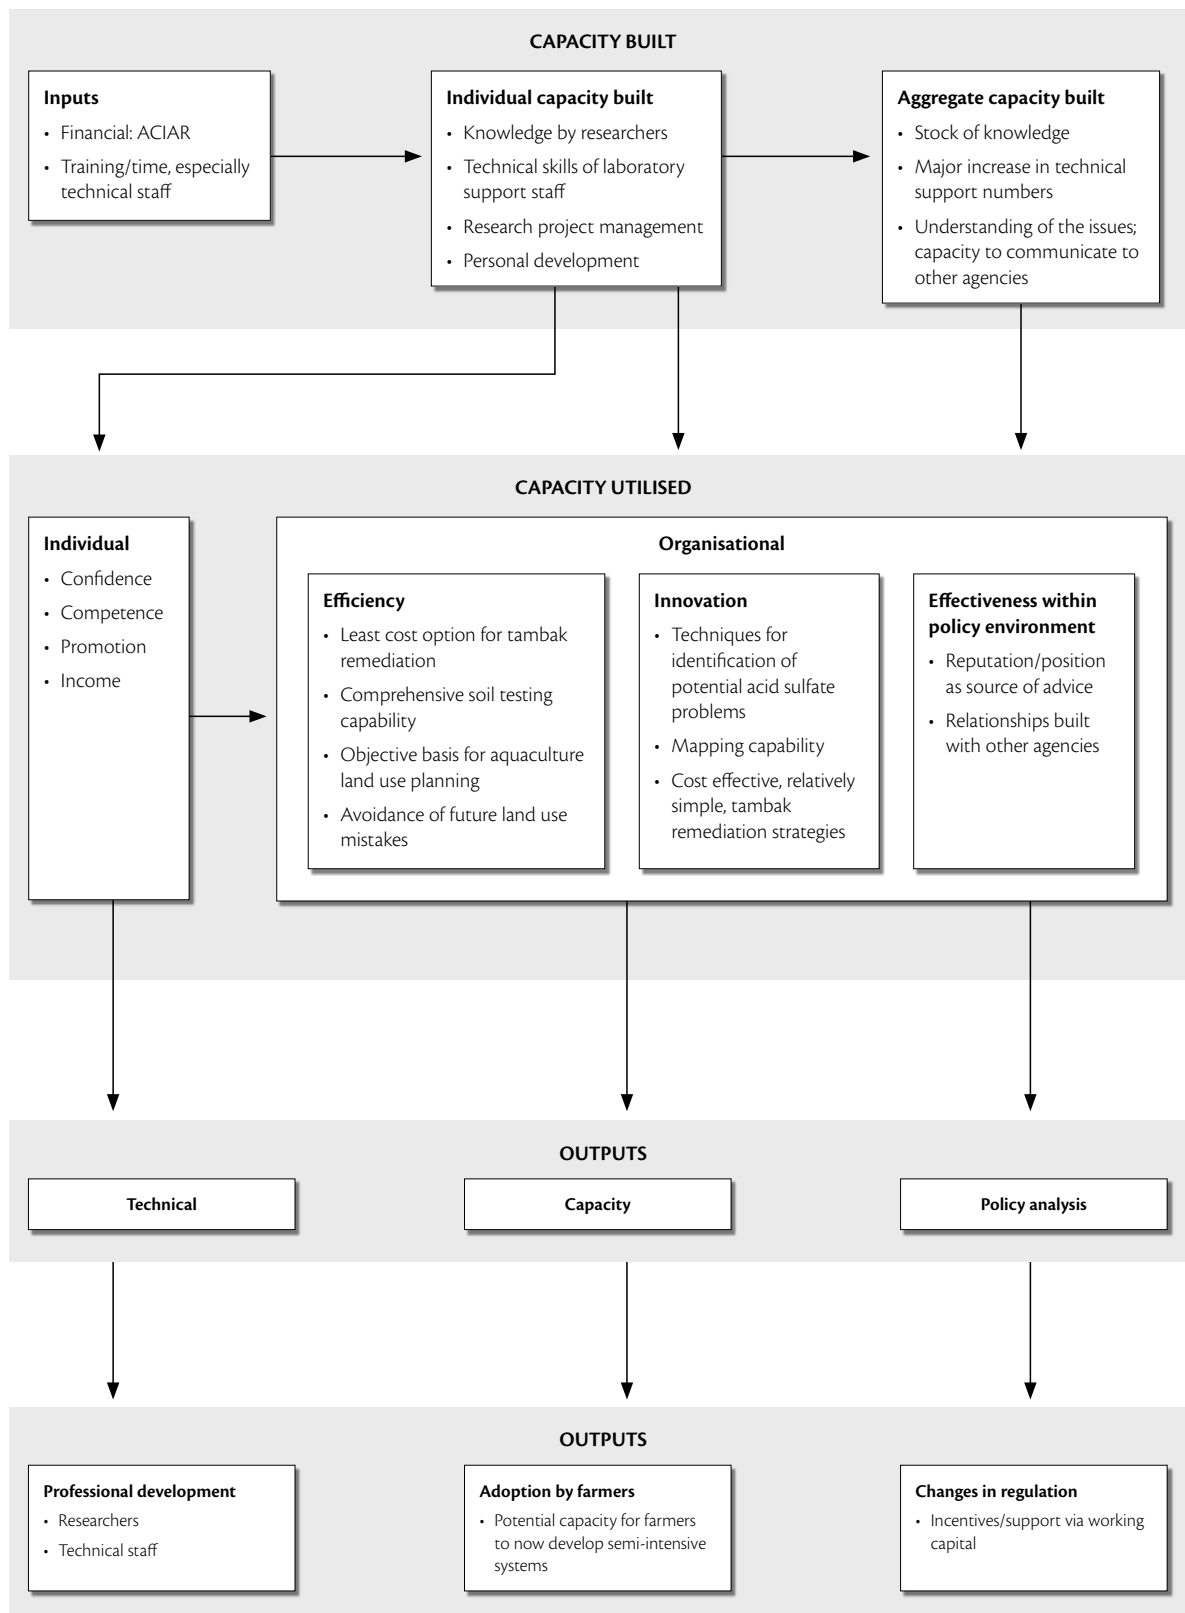 CAPACITY BUILT
Inputs
• Financial: ACIAR
• Training/time, especially
technical staff
Individual capacity built
• Knowledge by researchers
• Technical skills of laboratory
support staff
• Research project management
• Personal development
Aggregate capacity built
• Stock of knowledge
• Major increase in technical
support numbers
• Understanding of the issues;
capacity to communicate to
other agencies
CAPACITY UTILISED
Individual
• Confidence
• Competence
• Promotion
• Income
Organisational
Efficiency
• Least cost option for tambak
remediation
• Comprehensive soil testing
capability
• Objective basis for aquaculture
land use planning
• Avoidance of future land use
mistakes
Innovation
• Techniques for
identification of
potential acid sulfate
problems
• Mapping capability
• Cost effective, relatively
simple, tambak
remediation strategies
Effectiveness within
policy environment
• Reputation/position
as source of advice
• Relationships built
with other agencies
OUTPUTS
Technical
Capacity
Policy analysis
OUTPUTS
Professional development
• Researchers
• Technical staff
Adoption by farmers
• Potential capacity for farmers
to now develop semi-intensive
systems
Changes in regulation
• Incentives/support via working
capital